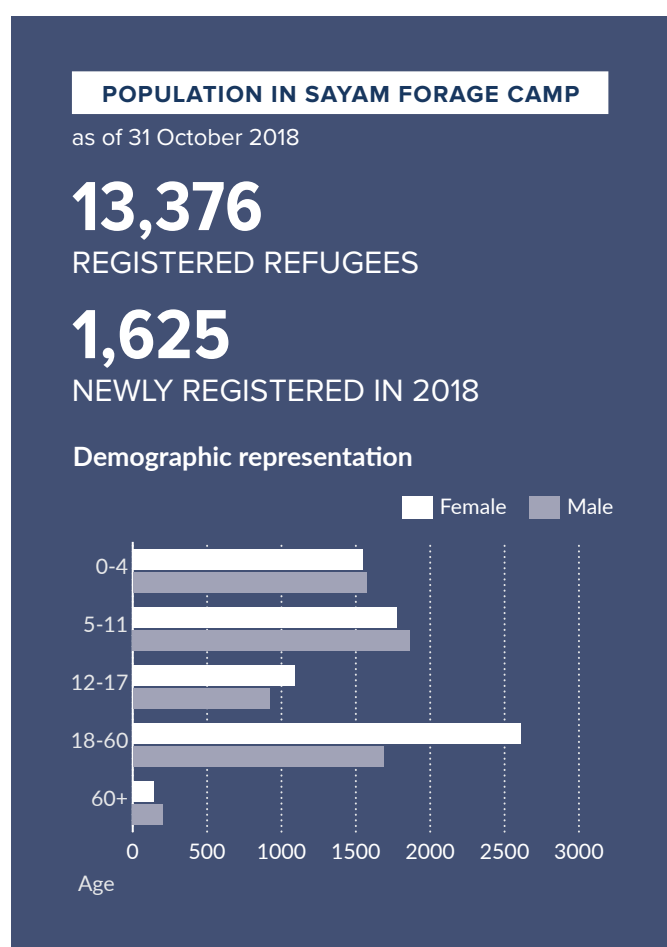 POPULATION IN SAYAM FORAGE CAMP
as of 31 October 2018
13,376
REGISTERED REFUGEES
1,625
NEWLY REGISTERED IN 2018
Demographic representation
Female Male
0-4
5-11
12-17
18-60
60+
0 500 1000 1500 2000 2500 3000
Age